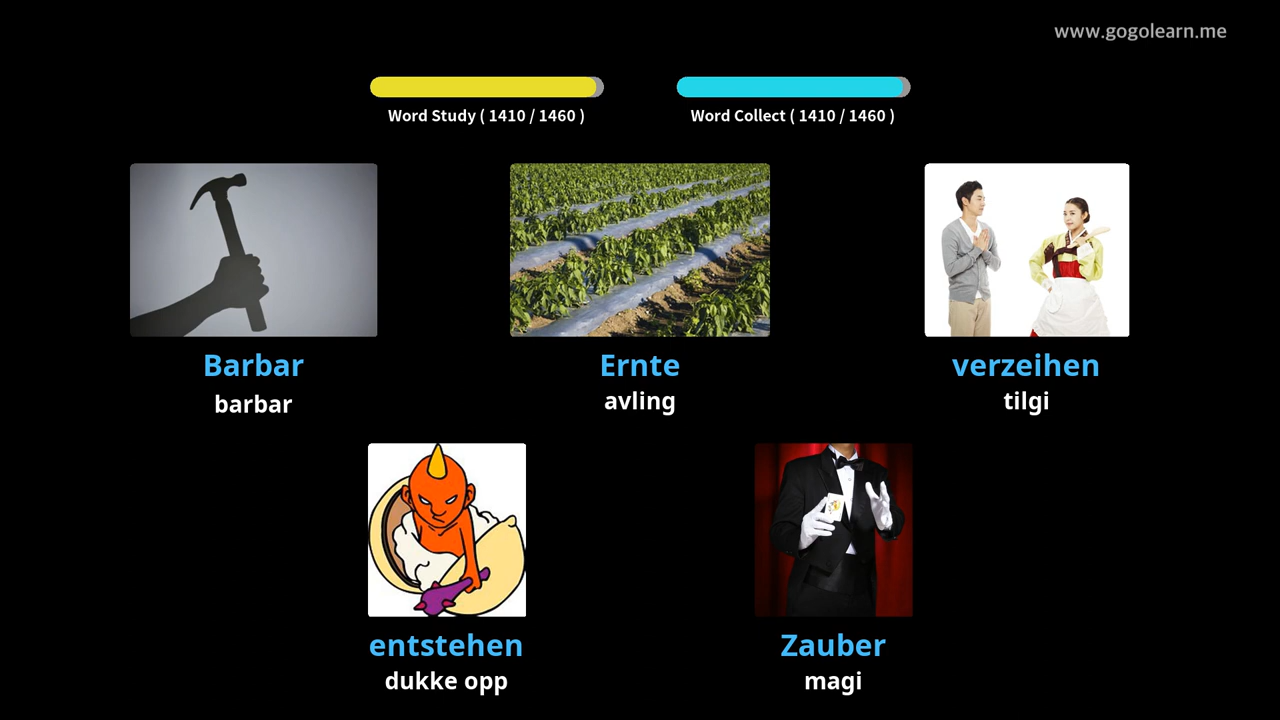 www.gogolearn.me
Word Study ( 1410 / 1460 )
Word Collect ( 1410 / 1460 )
Barbar
barbar
Ernte
avling
verzeihen
tilgi
entstehen
dukke opp
Zauber
magi